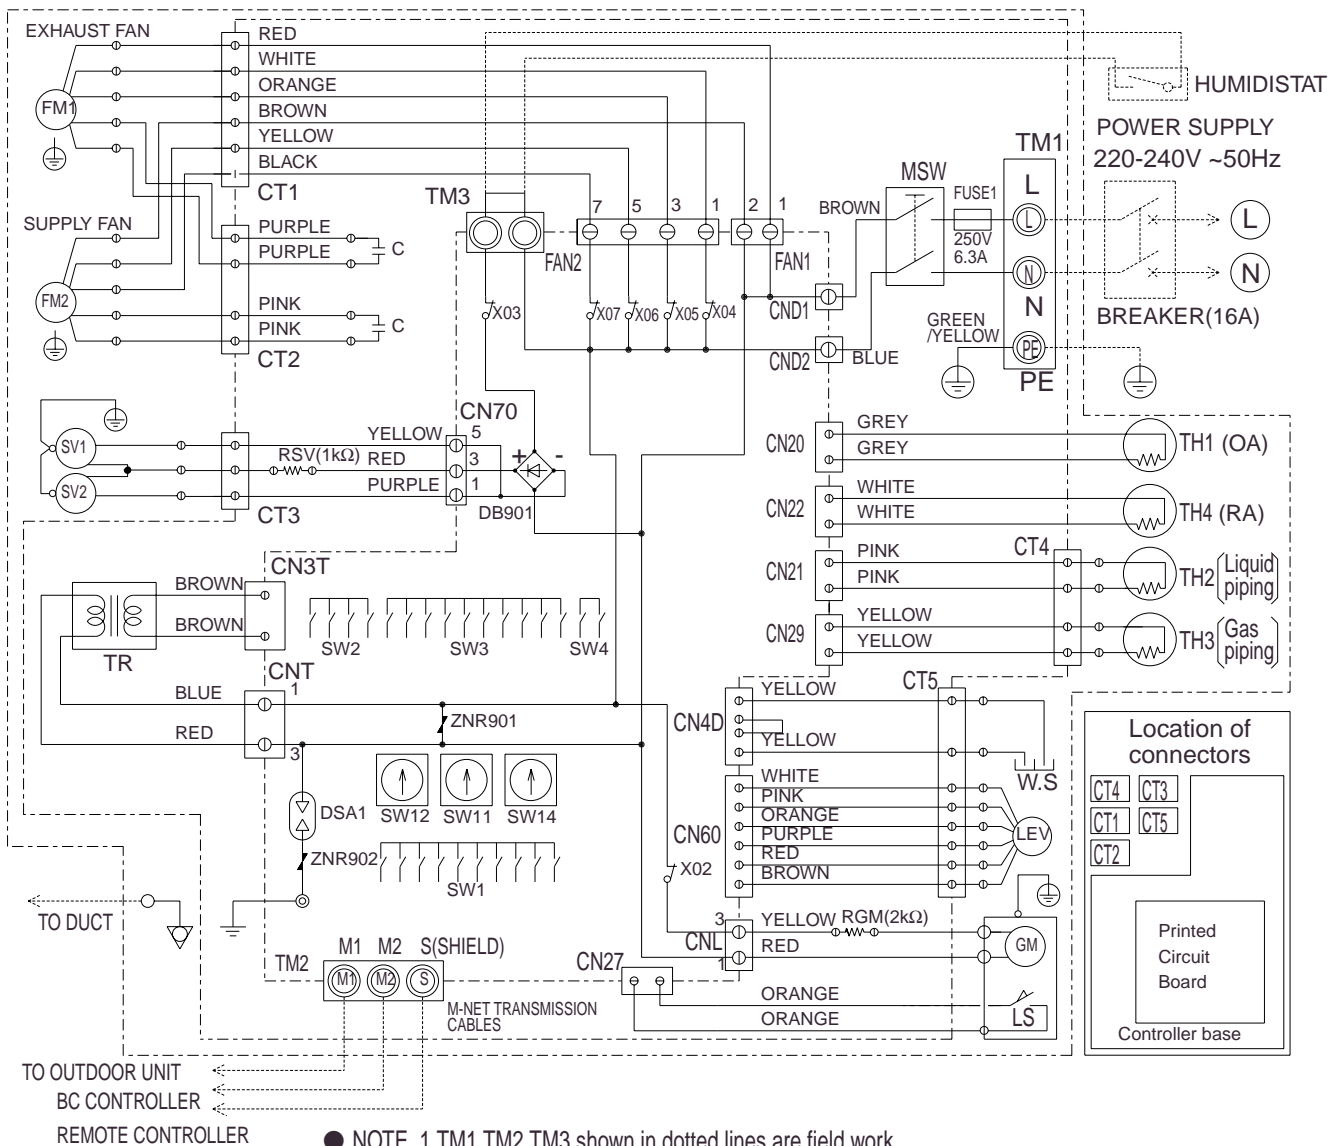 EXHAUST FAN
RED
WHITE
ORANGE
BROWN
YELLOW
BLACK
CT1
FM1
HUMIDISTAT
POWER SUPPLY
220-240V ~50Hz
TM1
L
L
N
N
PE
PE
MSW
FUSE1
250V
6.3A
BROWN
L
N
BREAKER(16A)
GREEN
/YELLOW
TM3
7 5 3 1
2 1
FAN2
FAN1
SUPPLY FAN
PURPLE
PURPLE
C
FM2
PINK
PINK
C
CT2
X03
X07
X06
X05
X04
CND1
CND2
BLUE
SV1
SV2
YELLOW
RSV(1kΩ)
RED
PURPLE
CT3
CN70
5
3
1
+
-
DB901
CN20
GREY
GREY
TH1 (OA)
CN22
WHITE
WHITE
TH4 (RA)
CN21
PINK
PINK
CT4
TH2
Liquid
piping
CN29
YELLOW
YELLOW
TH3
Gas
piping
CN3T
BROWN
BROWN
TR
SW2
SW3
SW4
CNT
BLUE
1
RED
3
ZNR901
DSA1
ZNR902
SW12
SW11
SW14
SW1
CN4D
YELLOW
YELLOW
CT5
W.S
CN60
WHITE
PINK
ORANGE
PURPLE
RED
BROWN
LEV
X02
CNL
3
1
YELLOW
RGM(2kΩ)
RED
GM
CN27
ORANGE
ORANGE
LS
TO DUCT
TM2
M1 M2 S(SHIELD)
M1 M2 S
M-NET TRANSMISSION
CABLES
TO OUTDOOR UNIT
BC CONTROLLER
REMOTE CONTROLLER
Location of
connectors
CT4 CT3
CT1 CT5
CT2
Printed
Circuit
Board
Controller base
● NOTE 1.TM1,TM2,TM3 shown in dotted lines are field work.